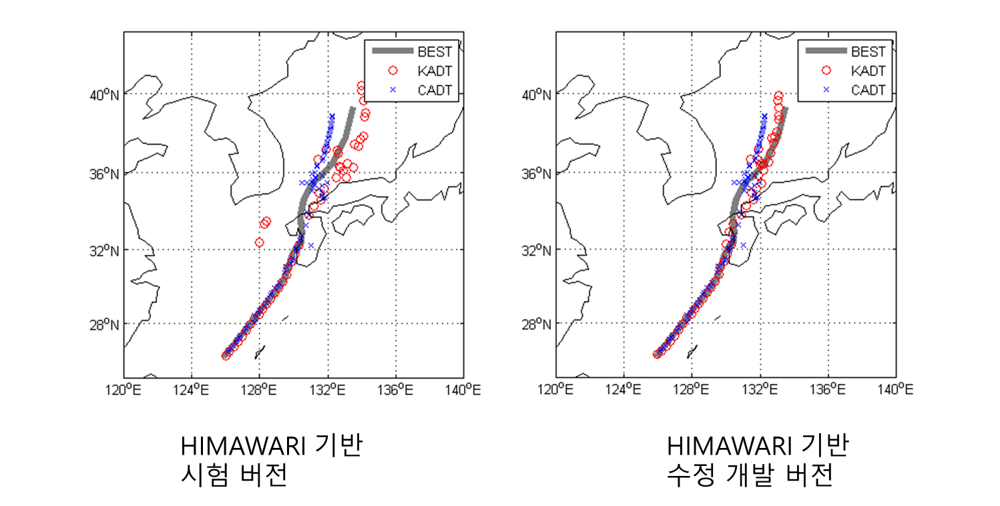 BEST
KADT
CADT
40°N
36°N
32°N
28°N
120°E 124°E 128°E 132°E 136°E 140°E
HIMAWARI 기반
시험 버전
BEST
KADT
CADT
40°N
36°N
32°N
28°N
120°E 124°E 128°E 132°E 136°E 140°E
HIMAWARI 기반
수정 개발 버전